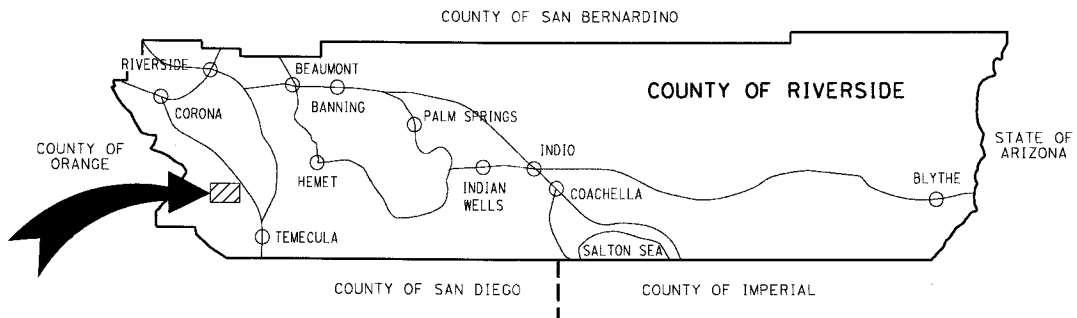 COUNTY OF SAN BERNARDINO
RIVERSIDE
BEAUMONT
COUNTY OF RIVERSIDE
CORONA
BANNING
PALM SPRINGS
COUNTY OF
ORANGE
STATE OF
ARIZONA
INDIO
HEMET
INDIAN
WELLS
COACHELLA
BLYTHE
TEMECULA
SALTON SEA
COUNTY OF SAN DIEGO
COUNTY OF IMPERIAL